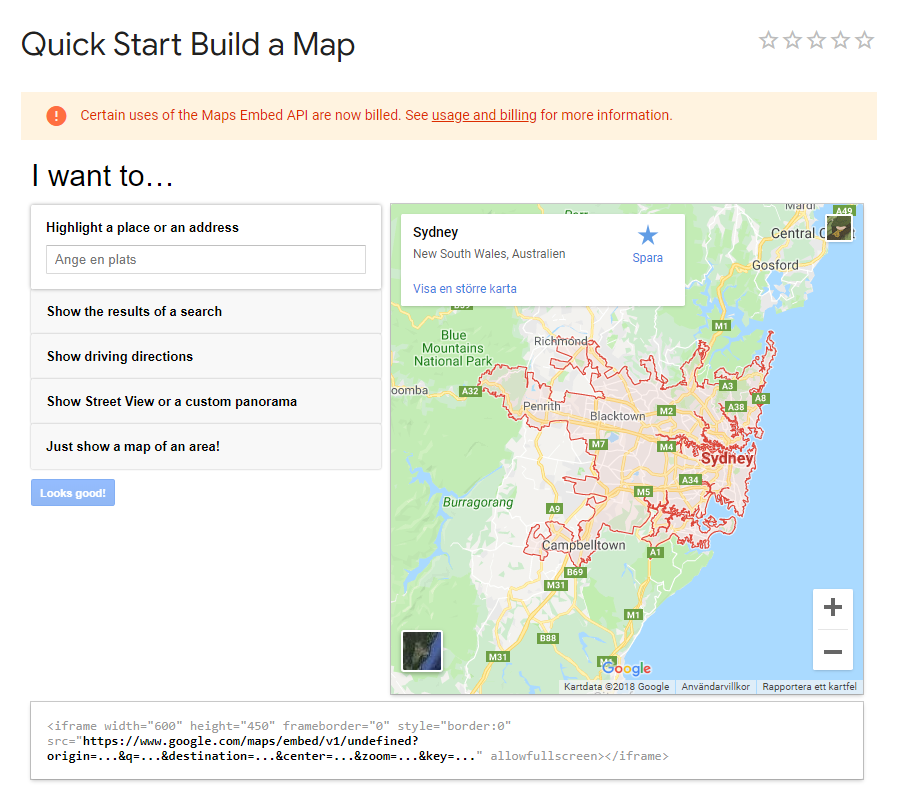 Quick Start Build a Map
Certain uses of the Maps Embed API are now billed. See usage and billing for more information.
I want to…
Highlight a place or an address
Ange en plats
Show the results of a search
Show driving directions
Show Street View or a custom panorama
Just show a map of an area!
Looks good!
Sydney
New South Wales, Australien
Spara
Visa en större karta
A49
Central C
Gosford
M1
Richmond
Blue
Mountains
National Park
oomba
A32
A3
A8
Penrith
A38
Blacktown
M2
M7
M4
Sydney
A34
M5
Burragorang
A9
Campbelltown
A1
B69
M31
M1
B88
M31
Google
Kartdata ©2018 Google
Användarvillkor
Rapportera ett kartfel
<iframe width="600" height="450" frameborder="0" style="border:0"
src="https://www.google.com/maps/embed/v1/undefined?
origin=...&q=...&destination=...&center=...&zoom=...&key=..." allowfullscreen></iframe>